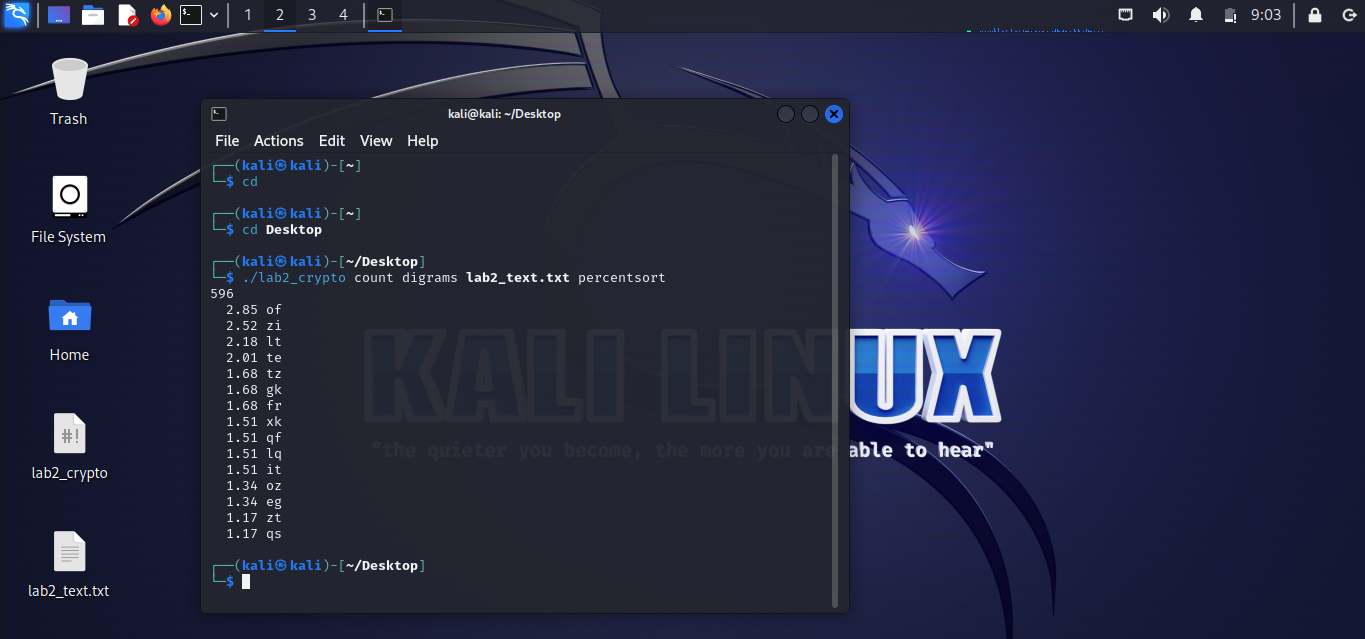 1 2 3 4 9:03
Trash
File System
Home
lab2_crypto
lab2_text.txt
kali@kali: ~/Desktop
File Actions Edit View Help
┌──(kali㉿kali)-[~]
└─$ cd
┌──(kali㉿kali)-[~]
└─$ cd Desktop
┌──(kali㉿kali)-[~/Desktop]
└─$ ./lab2_crypto count digrams lab2_text.txt percentsort
596
2.85 of
2.52 zi
2.18 lt
2.01 te
1.68 tz
1.68 gk
1.68 fr
1.51 xk
1.51 qf
1.51 lq
1.51 it
1.34 oz
1.34 eg
1.17 zt
1.17 qs
┌──(kali㉿kali)-[~/Desktop]
└─$
KALI LINUX
"the quieter you become, the more you are able to hear"